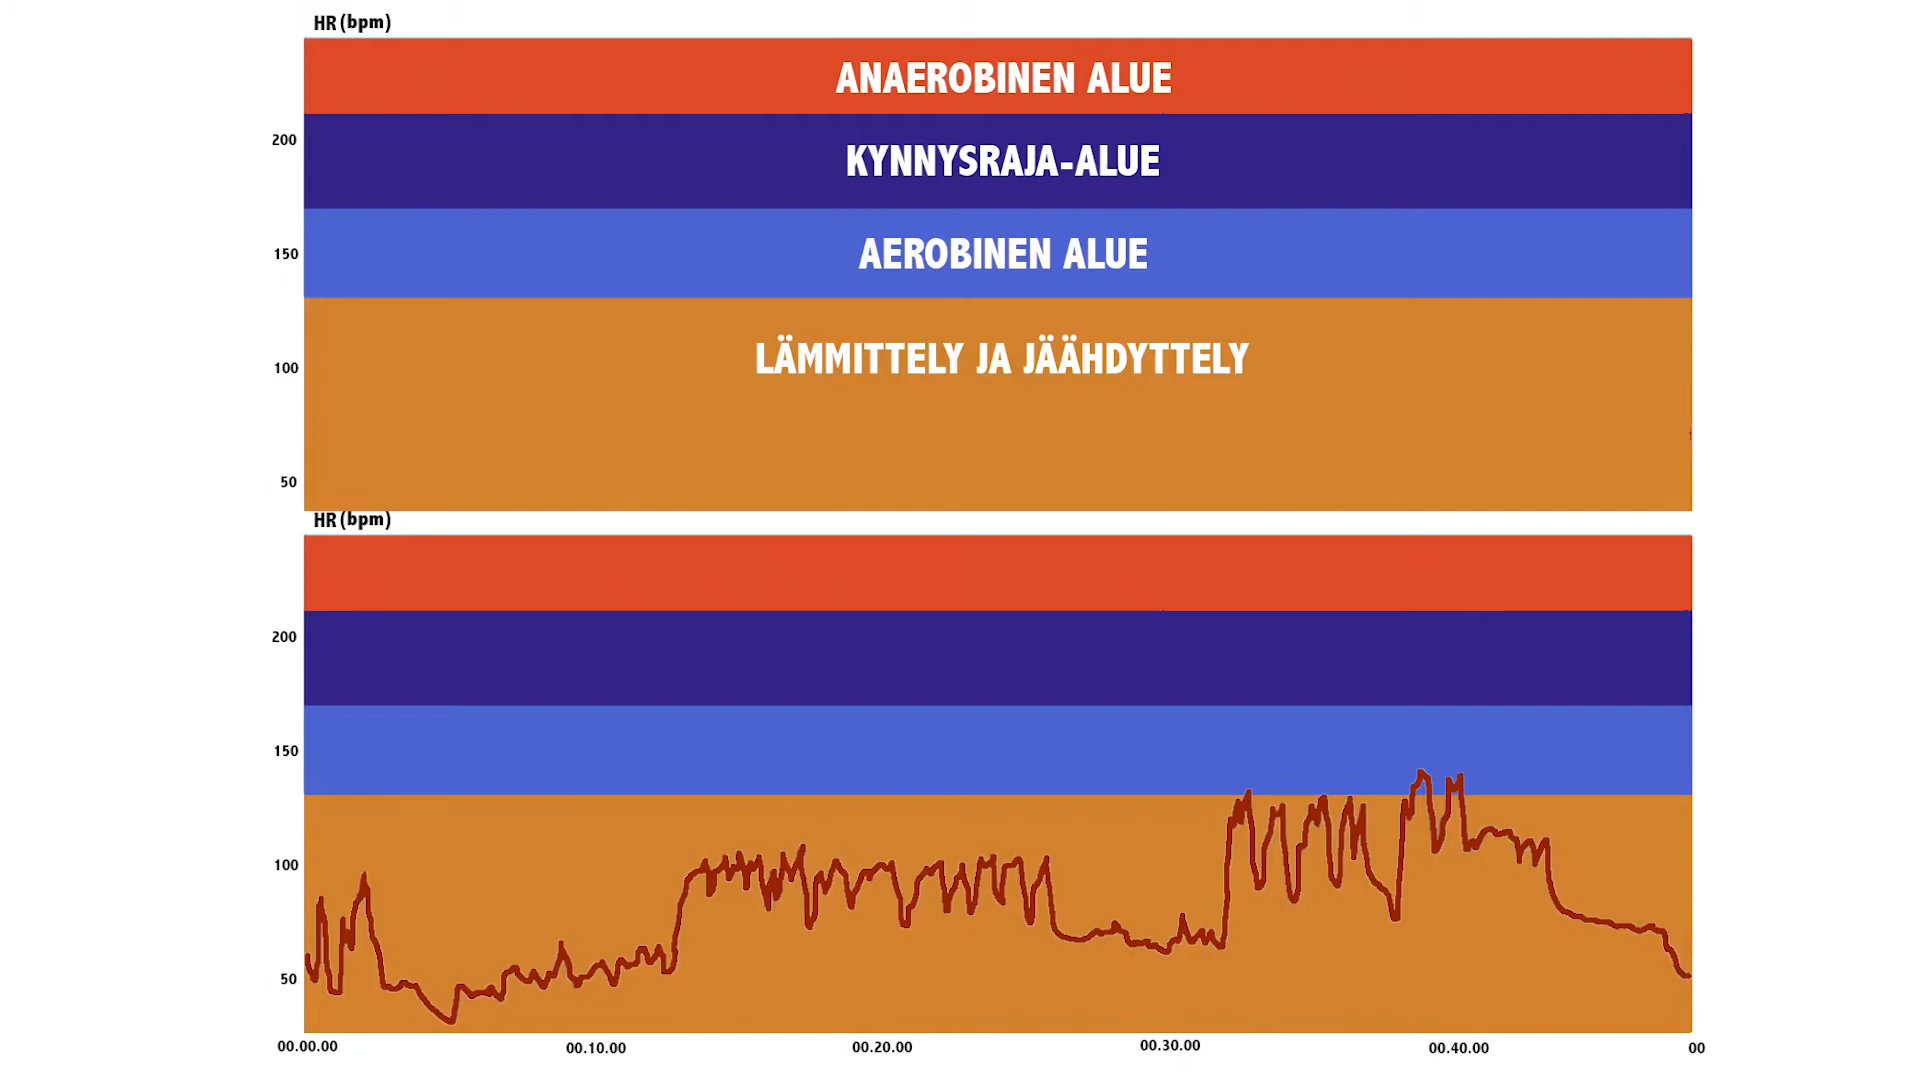 HR (bpm)
ANAEROBINEN ALUE
200
KYNNYSRAJA-ALUE
150
AEROBINEN ALUE
100
LÄMMITTELY JA JÄÄHDYTTELY
50
HR (bpm)
200
150
100
50
00.00.00 00.10.00 00.20.00 00.30.00 00.40.00 00